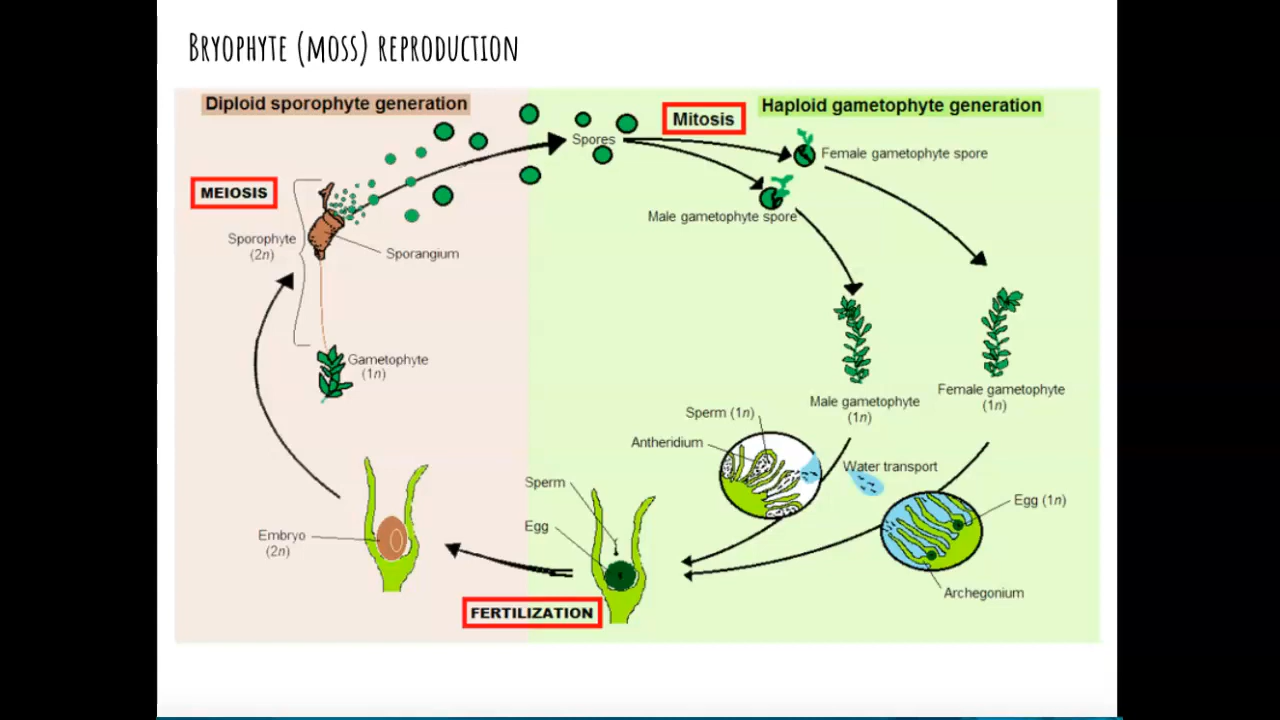 Bryophyte (moss) reproduction
Diploid sporophyte generation
Haploid gametophyte generation
Mitosis
Spores
Female gametophyte spore
MEIOSIS
Male gametophyte spore
Sporophyte
(2n)
Sporangium
Gametophyte
(1n)
Male gametophyte
(1n)
Female gametophyte
(1n)
Sperm (1n)
Antheridium
Water transport
Sperm
Egg
Egg (1n)
Embryo
(2n)
Archegonium
FERTILIZATION